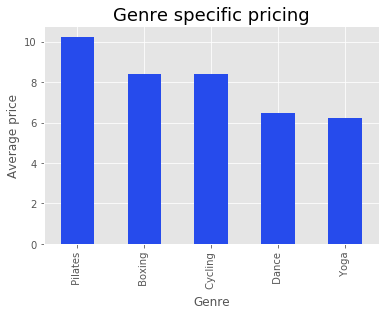 Genre specific pricing
Average price
10
8
6
4
2
0
Pilates
Boxing
Cycling
Dance
Yoga
Genre